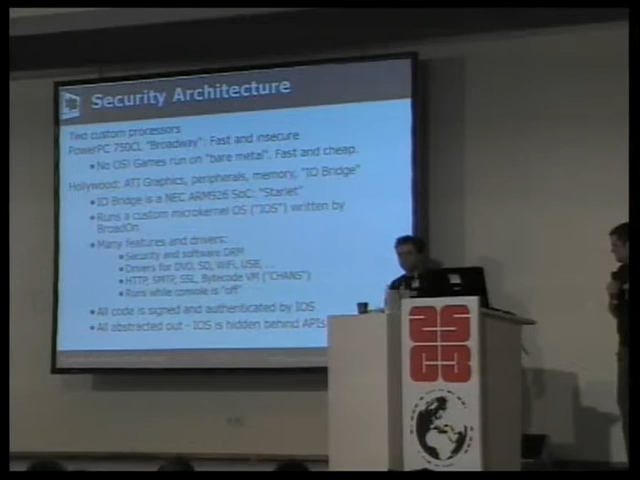 Security Architecture
Two custom processors
PowerPC 750CL "Broadway": Fast and insecure
• No OS! Games run on "bare metal". Fast and cheap.
Hollywood: ATI Graphics, peripherals, memory, "IO Bridge"
• IO Bridge is a NEC ARM926 SoC: "Starlet"
• Runs a custom microkernel OS ("IOS") written by
BroadOn
• Many features and drivers:
• Security and software DRM
• Drivers for DVD, SD, WiFi, USB, ...
• HTTP, SMTP, SSL, Bytecode VM ("CHANS")
• Runs while console is "off"
• All code is signed and authenticated by IOS
• All abstracted out - IOS is hidden behind APIs
25
C3